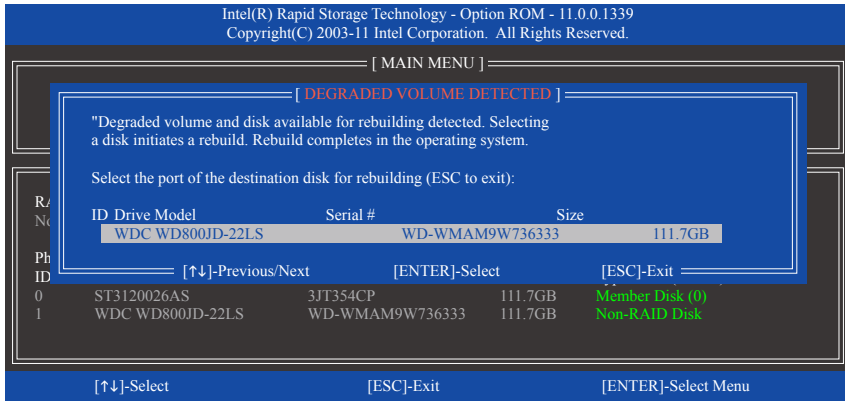 Intel(R) Rapid Storage Technology - Option ROM - 11.0.0.1339
Copyright(C) 2003-11 Intel Corporation. All Rights Reserved.
[ MAIN MENU ]
[ DEGRADED VOLUME DETECTED ]
"Degraded volume and disk available for rebuilding detected. Selecting
a disk initiates a rebuild. Rebuild completes in the operating system.
Select the port of the destination disk for rebuilding (ESC to exit):
ID Drive Model Serial # Size
WDC WD800JD-22LS WD-WMAM9W736333 111.7GB
[↑↓]-Previous/Next [ENTER]-Select [ESC]-Exit
ID
0 ST3120026AS 3JT354CP 111.7GB Member Disk (0)
1 WDC WD800JD-22LS WD-WMAM9W736333 111.7GB Non-RAID Disk
[↑↓]-Select [ESC]-Exit [ENTER]-Select Menu